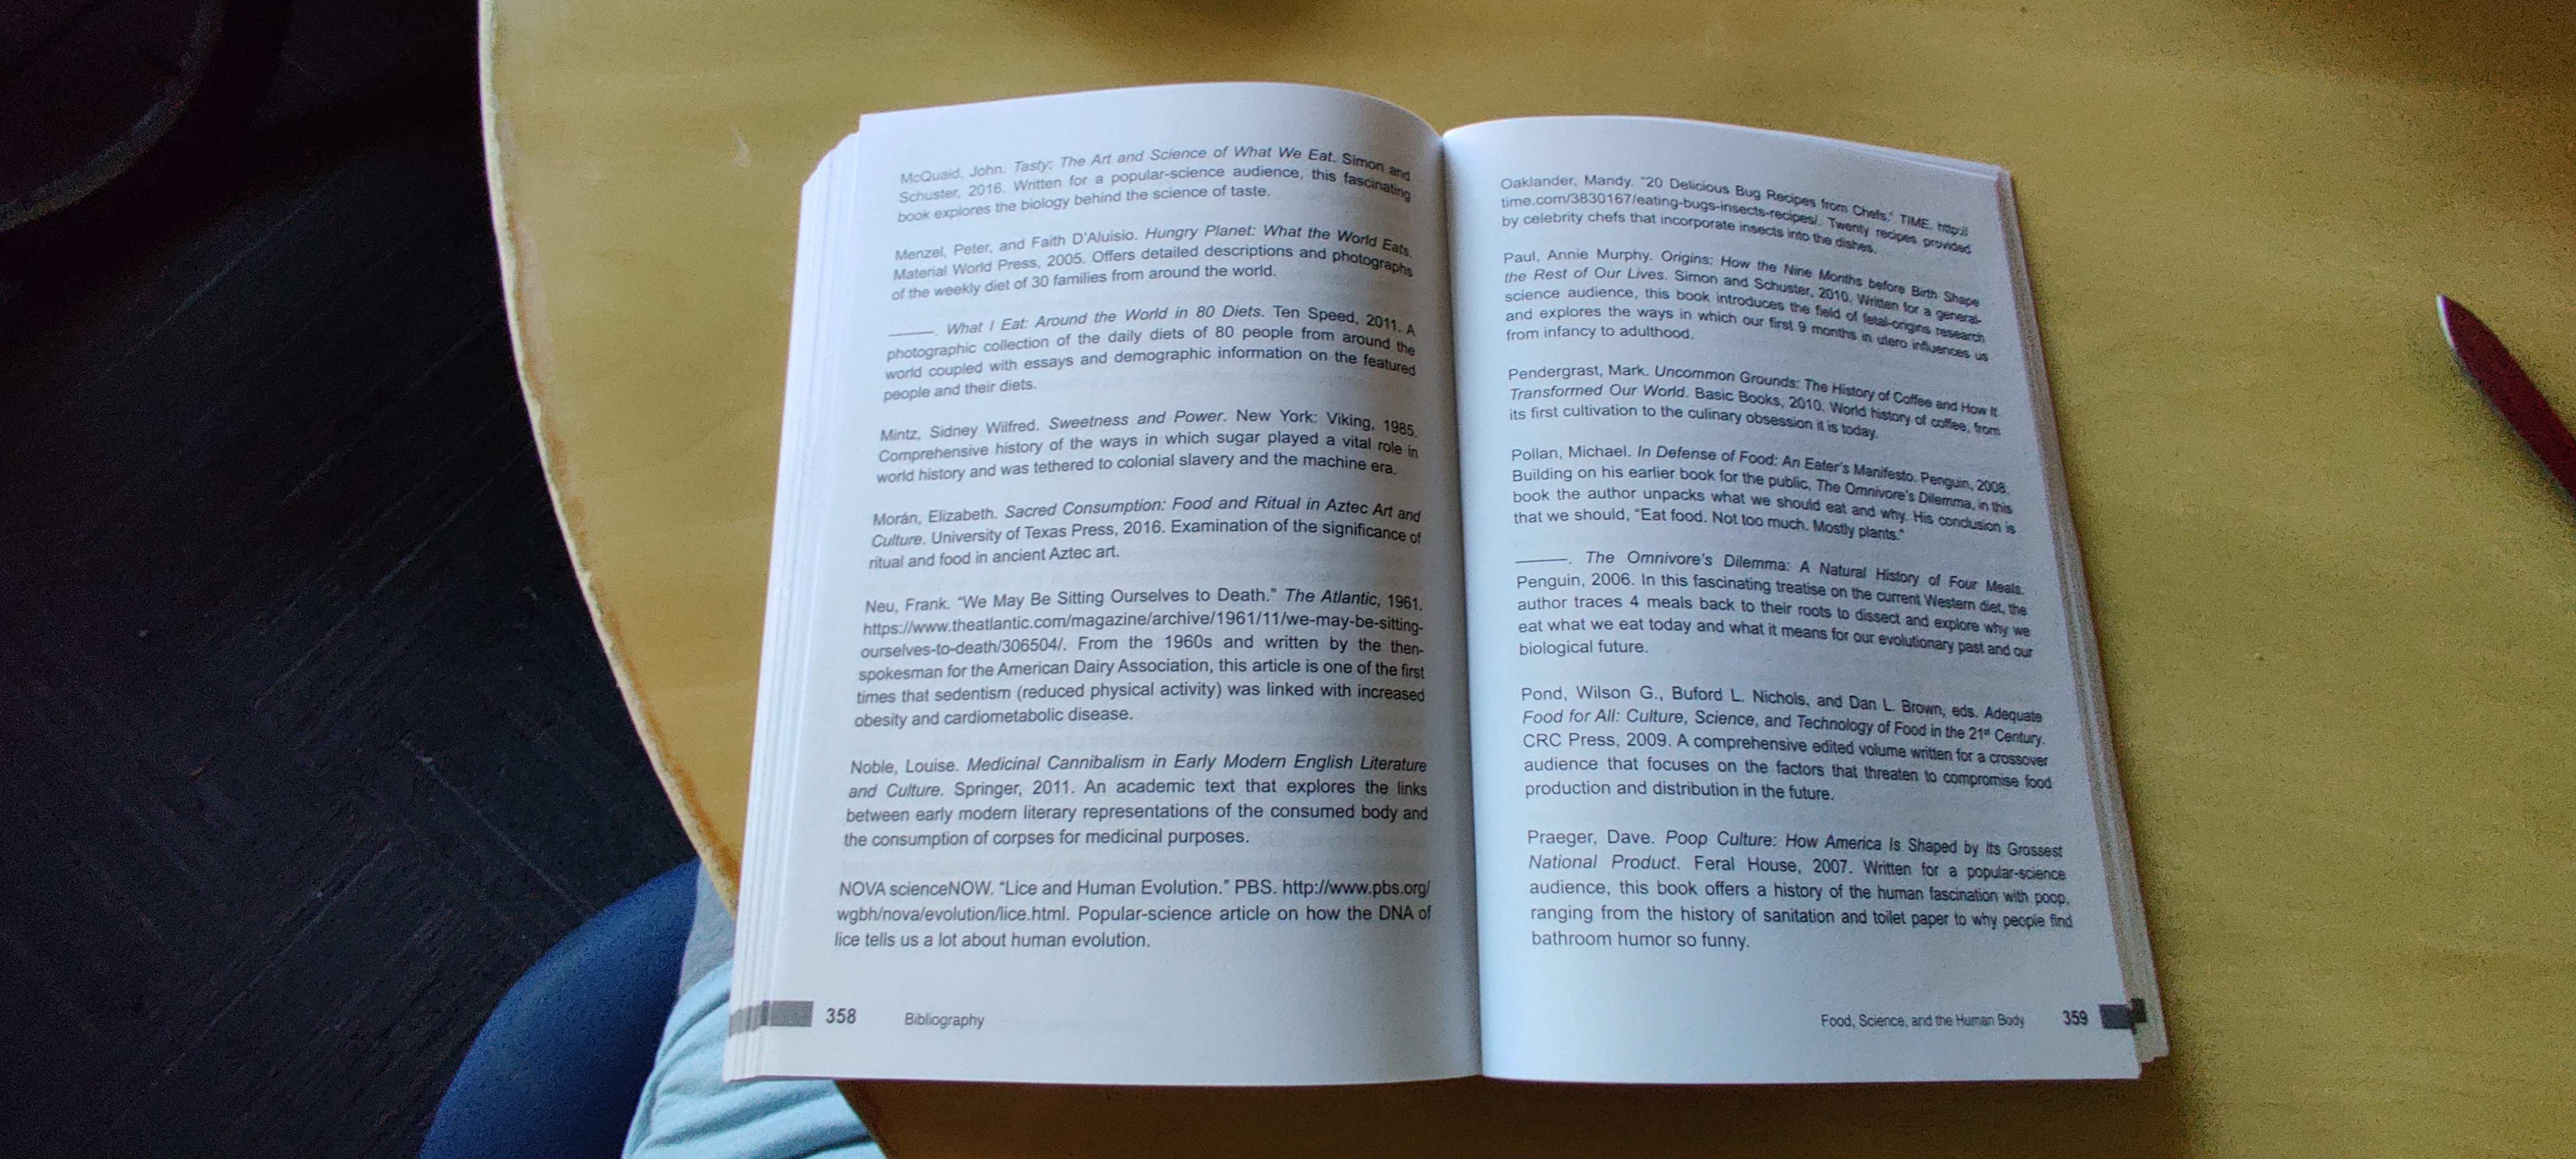 McQuaid, John. Tasty: The Art and Science of What We Eat. Simon and
Schuster, 2016. Written for a popular-science audience, this fascinating
book explores the biology behind the science of taste.
Menzel, Peter, and Faith D'Aluisio. Hungry Planet: What the World Eats.
Material World Press, 2005. Offers detailed descriptions and photographs
of the weekly diet of 30 families from around the world.
———. What I Eat: Around the World in 80 Diets. Ten Speed, 2011. A
photographic collection of the daily diets of 80 people from around the
world coupled with essays and demographic information on the featured
people and their diets.
Mintz, Sidney Wilfred. Sweetness and Power. New York: Viking, 1985.
Comprehensive history of the ways in which sugar played a vital role in
world history and was tethered to colonial slavery and the machine era.
Morán, Elizabeth. Sacred Consumption: Food and Ritual in Aztec Art and
Culture. University of Texas Press, 2016. Examination of the significance of
ritual and food in ancient Aztec art.
Neu, Frank. “We May Be Sitting Ourselves to Death.” The Atlantic, 1961.
https://www.theatlantic.com/magazine/archive/1961/11/we-may-be-sitting-
ourselves-to-death/306504/. From the 1960s and written by the then-
spokesman for the American Dairy Association, this article is one of the first
times that sedentism (reduced physical activity) was linked with increased
obesity and cardiometabolic disease.
Noble, Louise. Medicinal Cannibalism in Early Modern English Literature
and Culture. Springer, 2011. An academic text that explores the links
between early modern literary representations of the consumed body and
the consumption of corpses for medicinal purposes.
NOVA scienceNOW. “Lice and Human Evolution.” PBS. http://www.pbs.org/
wgbh/nova/evolution/lice.html. Popular-science article on how the DNA of
lice tells us a lot about human evolution.
358 Bibliography
Oaklander, Mandy. “20 Delicious Bug Recipes from Chefs.” TIME. http://
time.com/3830167/eating-bugs-insects-recipes/. Twenty recipes provided
by celebrity chefs that incorporate insects into the dishes.
Paul, Annie Murphy. Origins: How the Nine Months before Birth Shape
the Rest of Our Lives. Simon and Schuster, 2010. Written for a general-
science audience, this book introduces the field of fetal-origins research
and explores the ways in which our first 9 months in utero influences us
from infancy to adulthood.
Pendergrast, Mark. Uncommon Grounds: The History of Coffee and How It
Transformed Our World. Basic Books, 2010. World history of coffee, from
its first cultivation to the culinary obsession it is today.
Pollan, Michael. In Defense of Food: An Eater's Manifesto. Penguin, 2008.
Building on his earlier book for the public, The Omnivore's Dilemma, in this
book the author unpacks what we should eat and why. His conclusion is
that we should, “Eat food. Not too much. Mostly plants.”
———. The Omnivore's Dilemma: A Natural History of Four Meals.
Penguin, 2006. In this fascinating treatise on the current Western diet, the
author traces 4 meals back to their roots to dissect and explore why we
eat what we eat today and what it means for our evolutionary past and our
biological future.
Pond, Wilson G., Buford L. Nichols, and Dan L. Brown, eds. Adequate
Food for All: Culture, Science, and Technology of Food in the 21st Century.
CRC Press, 2009. A comprehensive edited volume written for a crossover
audience that focuses on the factors that threaten to compromise food
production and distribution in the future.
Praeger, Dave. Poop Culture: How America Is Shaped by Its Grossest
National Product. Feral House, 2007. Written for a popular-science
audience, this book offers a history of the human fascination with poop,
ranging from the history of sanitation and toilet paper to why people find
bathroom humor so funny.
Food, Science, and the Human Body 359